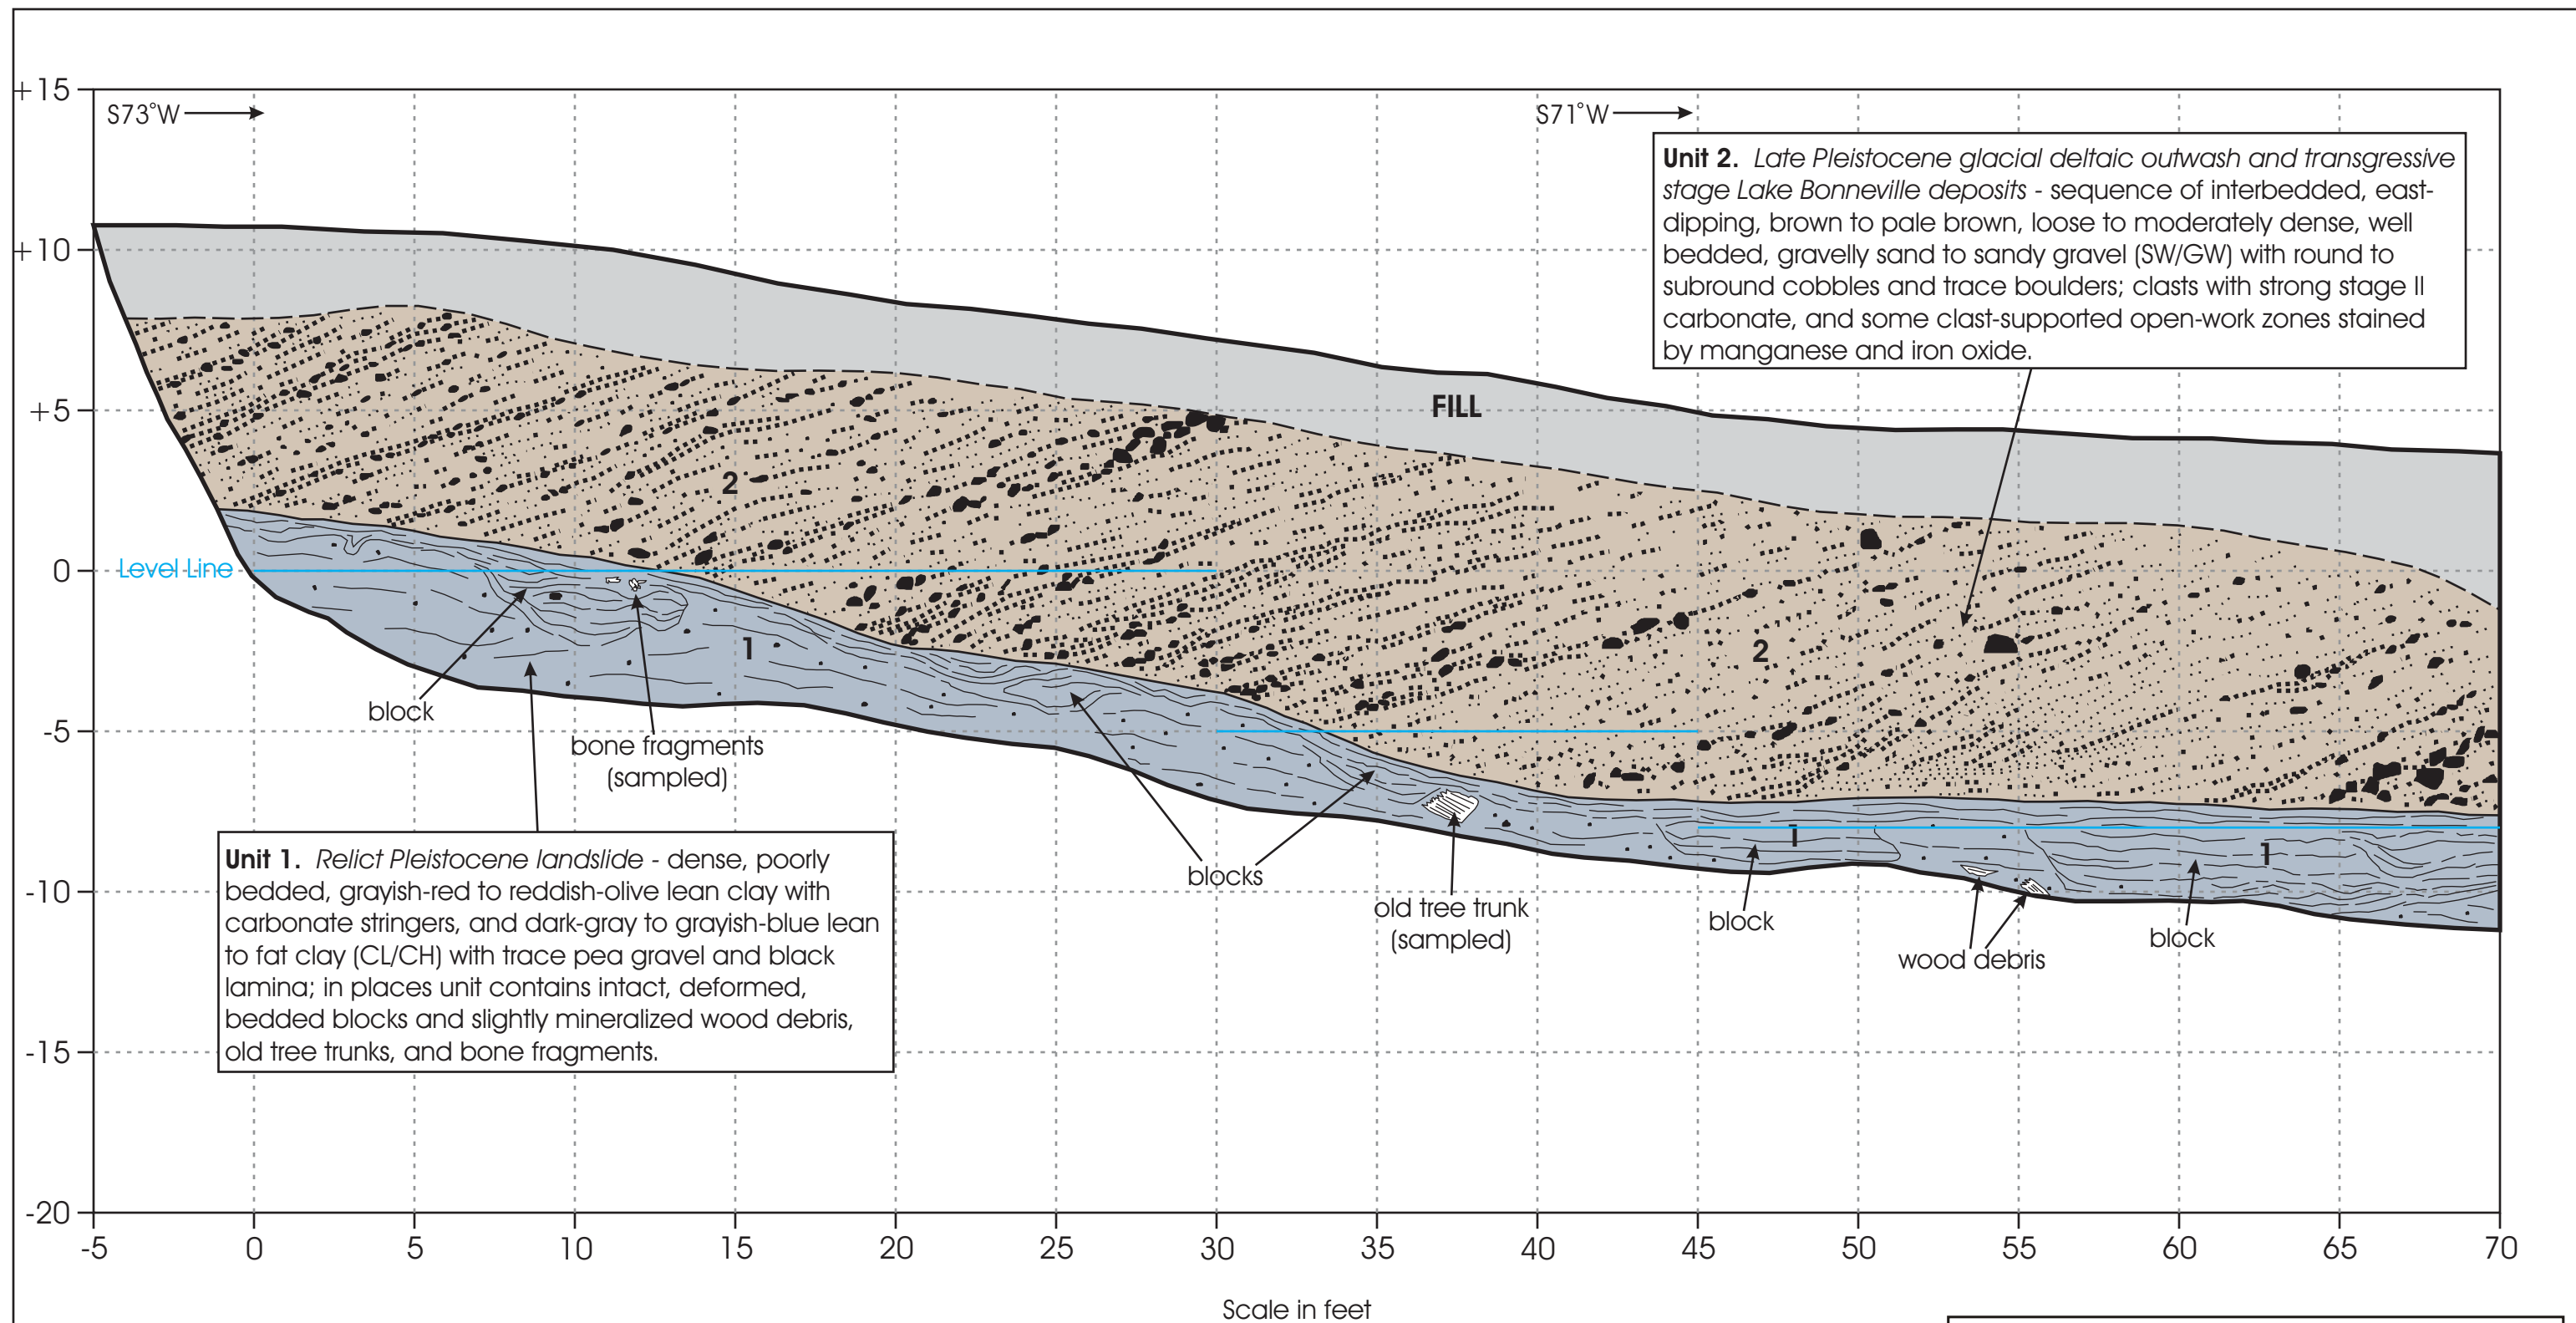 +15
S73°W
S71°W
Unit 2. Late Pleistocene glacial deltaic outwash and transgressive
stage Lake Bonneville deposits - sequence of interbedded, east-
dipping, brown to pale brown, loose to moderately dense, well
bedded, gravelly sand to sandy gravel (SW/GW) with round to
subround cobbles and trace boulders; clasts with strong stage II
carbonate, and some clast-supported open-work zones stained
by manganese and iron oxide.
+10
+5
FILL
2
0
Level Line
1
2
block
-5
bone fragments
(sampled)
1
1
blocks
Unit 1. Relict Pleistocene landslide - dense, poorly
bedded, grayish-red to reddish-olive lean clay with
carbonate stringers, and dark-gray to grayish-blue lean
to fat clay (CL/CH) with trace pea gravel and black
lamina; in places unit contains intact, deformed,
bedded blocks and slightly mineralized wood debris,
old tree trunks, and bone fragments.
-10
old tree trunk
(sampled)
block
wood debris
block
-15
-20
-5 0 5 10 15 20 25 30 35 40 45 50 55 60 65 70
Scale in feet